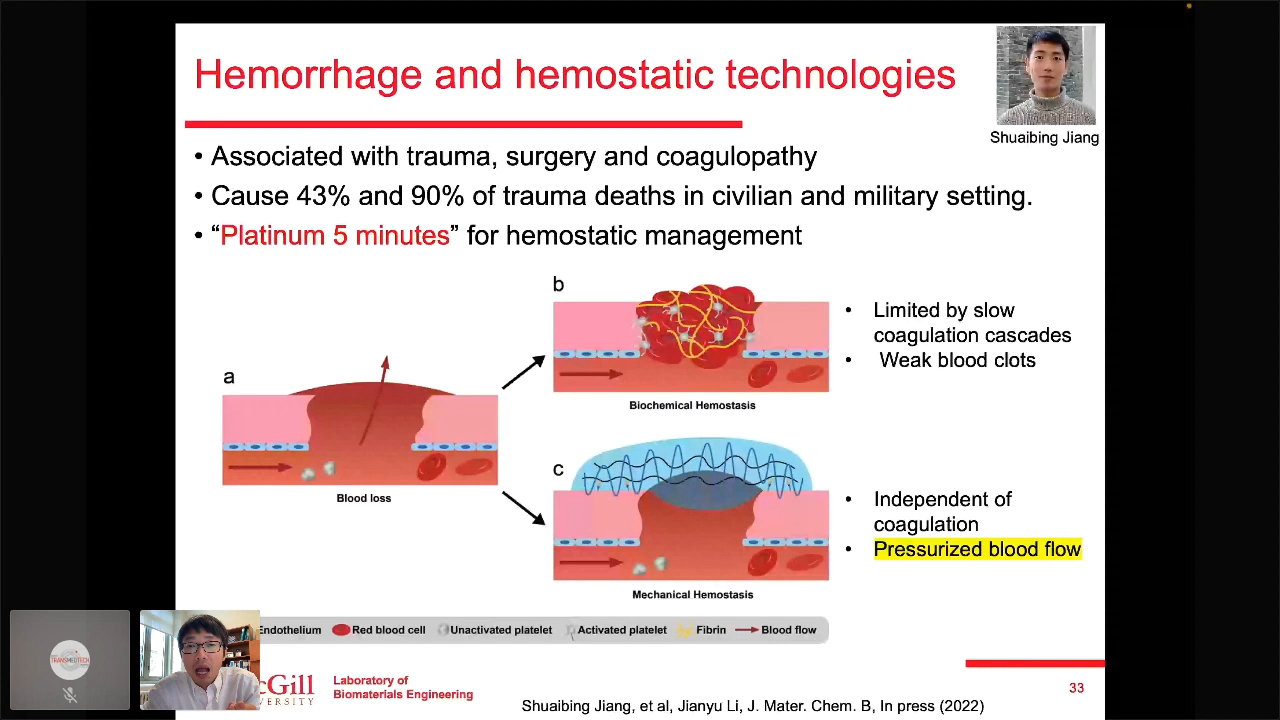 Hemorrhage and hemostatic technologies
Shuaibing Jiang
• Associated with trauma, surgery and coagulopathy
• Cause 43% and 90% of trauma deaths in civilian and military setting.
• “Platinum 5 minutes” for hemostatic management
a
Blood loss
b
Biochemical Hemostasis
• Limited by slow
coagulation cascades
• Weak blood clots
c
Mechanical Hemostasis
• Independent of
coagulation
• Pressurized blood flow
Endothelium Red blood cell Unactivated platelet Activated platelet Fibrin Blood flow
TRANSMEDTECH
Laboratory of
Biomaterials Engineering
33
Shuaibing Jiang, et al, Jianyu Li, J. Mater. Chem. B, In press (2022)